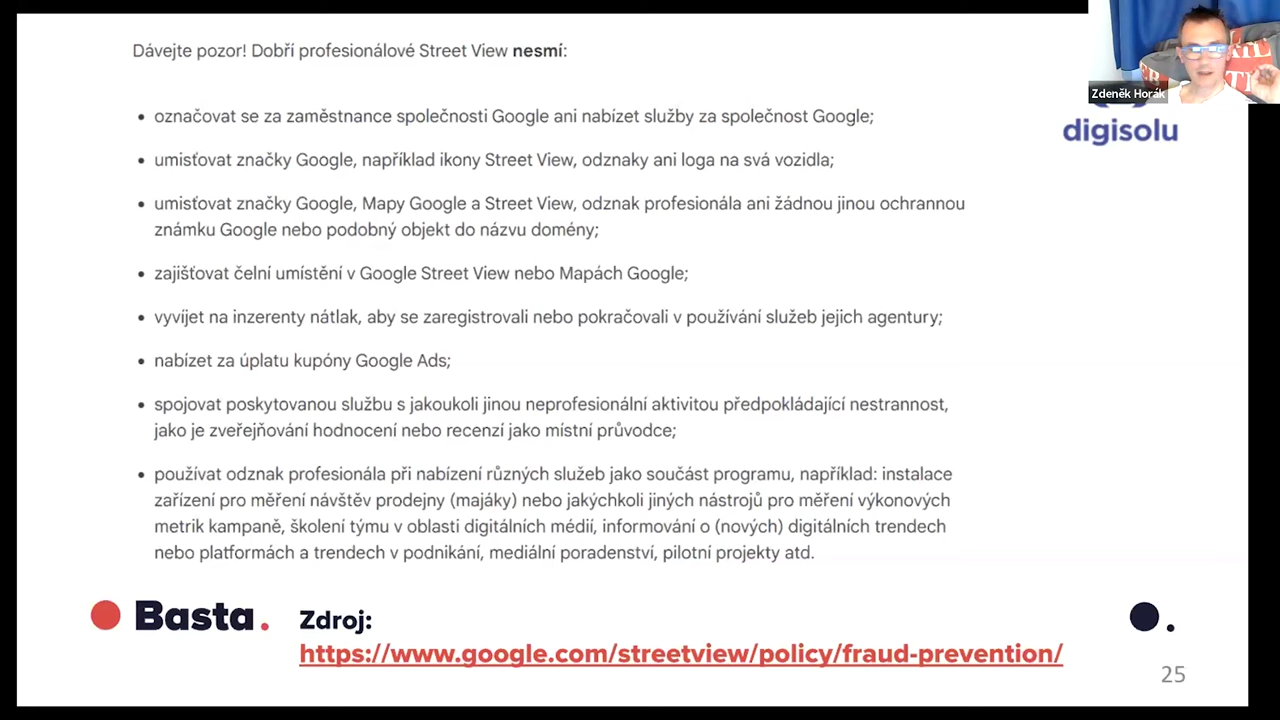 Dávejte pozor! Dobří profesionálové Street View nesmí:
označovat se za zaměstnance společnosti Google ani nabízet služby za společnost Google;
umisťovat značky Google, například ikony Street View, odznaky ani loga na svá vozidla;
umisťovat značky Google, Mapy Google a Street View, odznak profesionála ani žádnou jinou ochrannou
známku Google nebo podobný objekt do názvu domény;
zajišťovat čelní umístění v Google Street View nebo Mapách Google;
vyvíjet na inzerenty nátlak, aby se zaregistrovali nebo pokračovali v používání služeb jejich agentury;
nabízet za úplatu kupóny Google Ads;
spojovat poskytovanou službu s jakoukoli jinou neprofesionální aktivitou předpokládající nestrannost,
jako je zveřejňování hodnocení nebo recenzí jako místní průvodce;
používat odznak profesionála při nabízení různých služeb jako součást programu, například: instalace
zařízení pro měření návštěv prodejny (majáky) nebo jakýchkoli jiných nástrojů pro měření výkonových
metrik kampaně, školení týmu v oblasti digitálních médií, informování o (nových) digitálních trendech
nebo platformách a trendech v podnikání, mediální poradenství, pilotní projekty atd.
Zdeněk Horák
digisolu
Basta.
Zdroj:
https://www.google.com/streetview/policy/fraud-prevention/
25